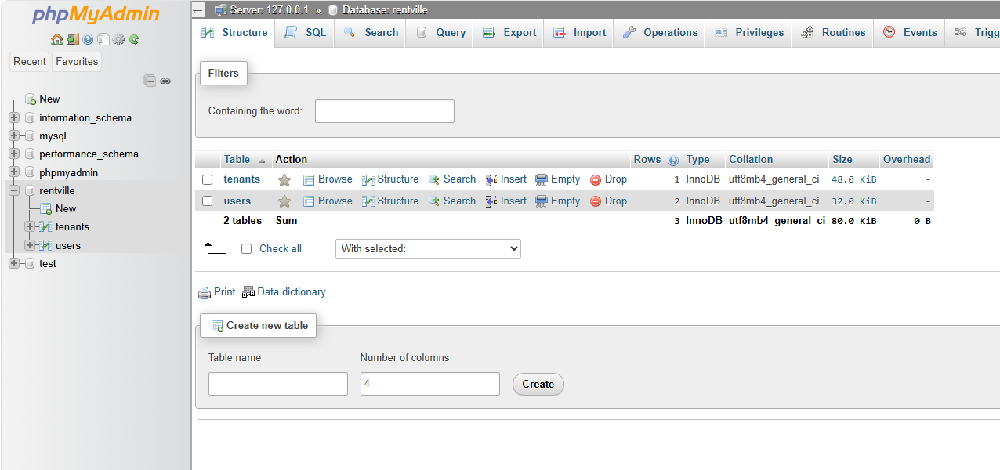 phpMyAdmin
Recent Favorites
New
information_schema
mysql
performance_schema
phpmyadmin
rentville
New
tenants
users
test
Server: 127.0.0.1 » Database: rentville
Structure SQL Search Query Export Import Operations Privileges Routines Events Trigg
Filters
Containing the word:
Table Action Rows Type Collation Size Overhead
tenants Browse Structure Search Insert Empty Drop 1 InnoDB utf8mb4_general_ci 48.0 KiB -
users Browse Structure Search Insert Empty Drop 2 InnoDB utf8mb4_general_ci 32.0 KiB -
2 tables Sum 3 InnoDB utf8mb4_general_ci 80.0 KiB 0 B
Check all With selected:
Print Data dictionary
Create new table
Table name Number of columns
4 Create